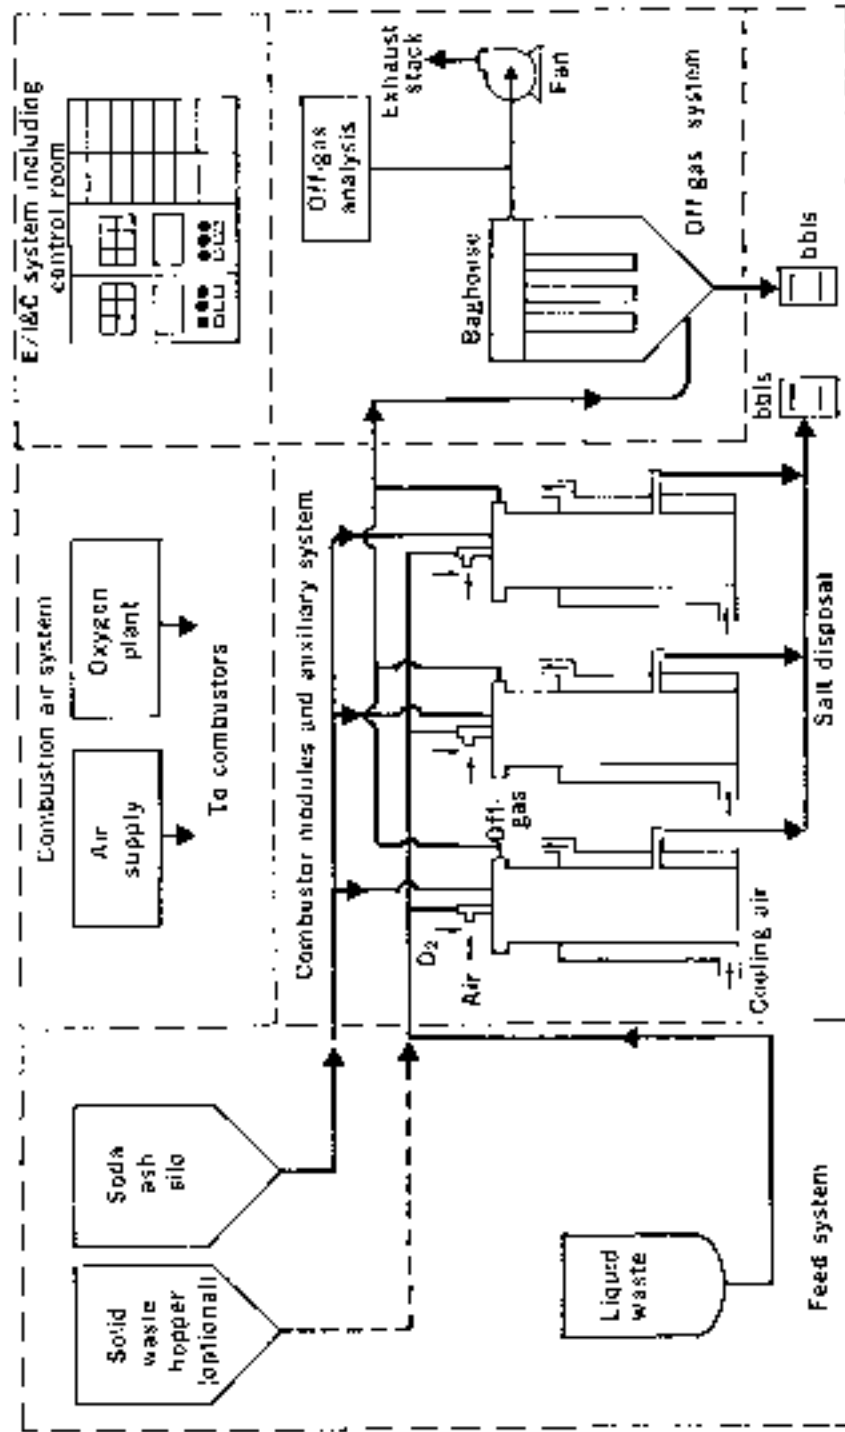 Solid
waste
hopper
(optional)
Soda
ash
silo
Liquid
waste
Feed system
Combustion air system
Air
supply
Oxygen
plant
To combustors
E/I&C system including
control room
Combustor modules and auxiliary system
O₂
Air
Off-
gas
Cooling air
Salt disposal
bbls
Off-gas
analysis
Exhaust
stack
Fan
Baghouse
Off gas system
bbls